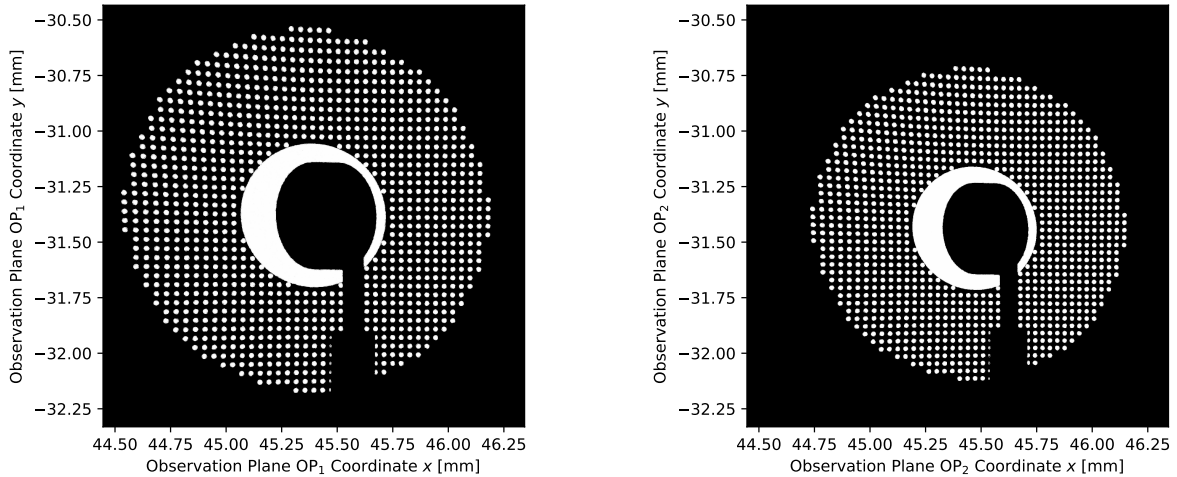 −30.50
−30.75
−31.00
−31.25
−31.50
−31.75
−32.00
−32.25
Observation Plane OP₁ Coordinate y [mm]
44.50 44.75 45.00 45.25 45.50 45.75 46.00 46.25
Observation Plane OP₁ Coordinate x [mm]
−30.50
−30.75
−31.00
−31.25
−31.50
−31.75
−32.00
−32.25
Observation Plane OP₂ Coordinate y [mm]
44.50 44.75 45.00 45.25 45.50 45.75 46.00 46.25
Observation Plane OP₂ Coordinate x [mm]